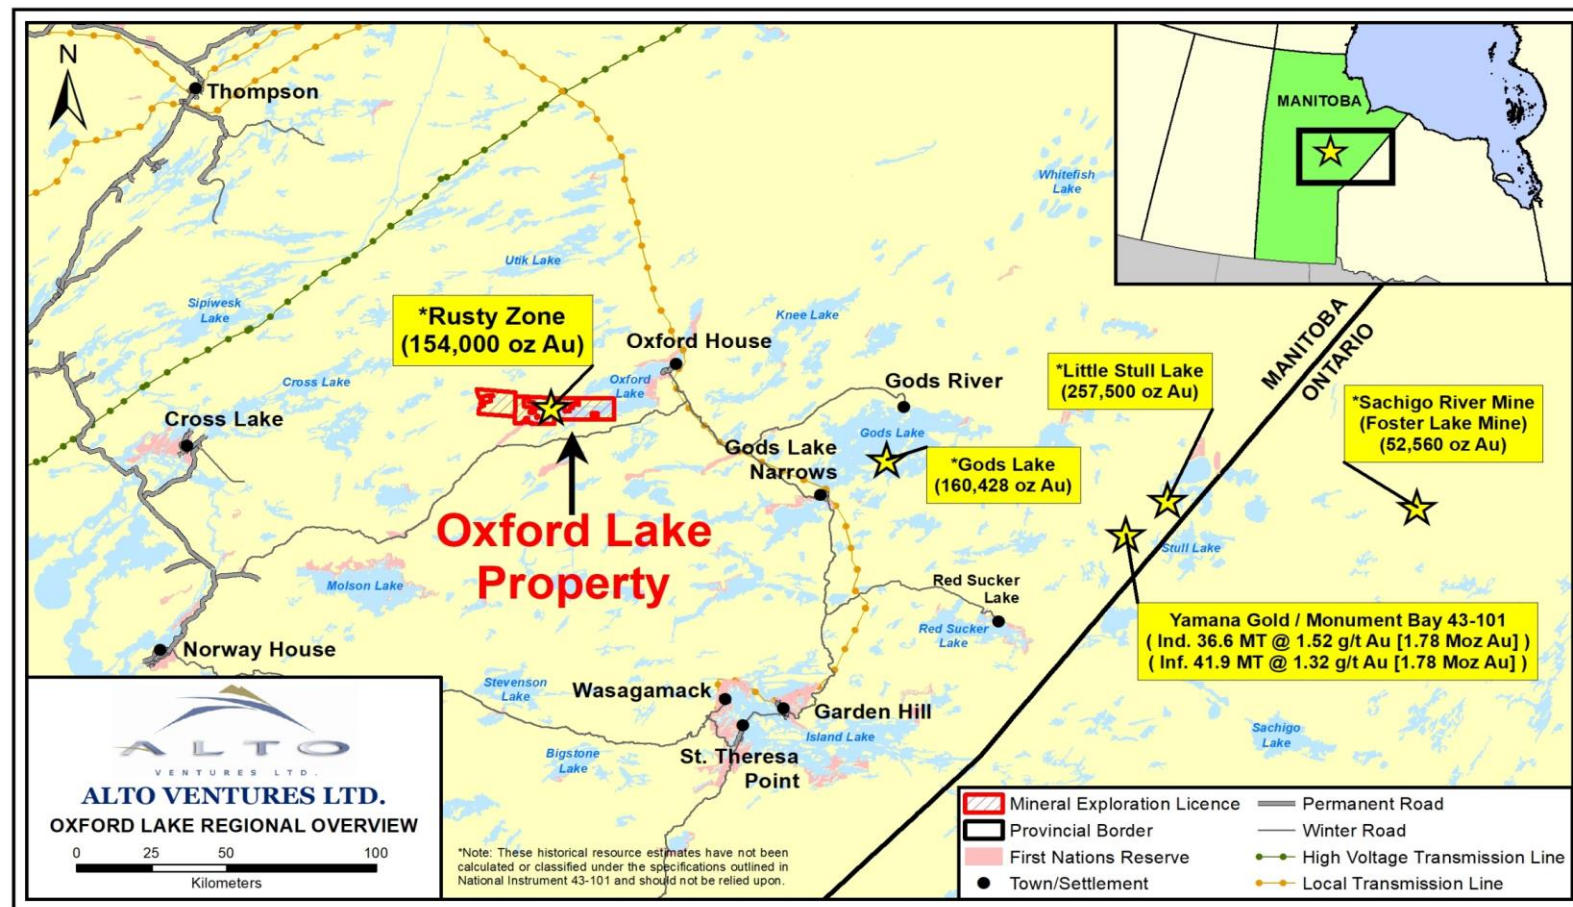 N
Thompson
MANITOBA
Whitefish
Lake
Utik Lake
Sipiwesk
Lake
*Rusty Zone
(154,000 oz Au)
Knee Lake
Oxford House
MANITOBA
ONTARIO
Cross Lake
Oxford
Lake
Gods River
*Little Stull Lake
(257,500 oz Au)
*Sachigo River Mine
(Foster Lake Mine)
(52,560 oz Au)
Cross Lake
Gods Lake
Gods Lake
Narrows
*Gods Lake
(160,428 oz Au)
Oxford Lake
Property
Stull Lake
Molson Lake
Red Sucker
Lake
Red Sucker
Lake
Yamana Gold / Monument Bay 43-101
( Ind. 36.6 MT @ 1.52 g/t Au [1.78 Moz Au] )
( Inf. 41.9 MT @ 1.32 g/t Au [1.78 Moz Au] )
Norway House
Stevenson
Lake
Wasagamack
Garden Hill
Island Lake
St. Theresa
Point
Bigstone
Lake
Sachigo
Lake
ALTO
VENTURES LTD.
ALTO VENTURES LTD.
OXFORD LAKE REGIONAL OVERVIEW
0 25 50 100
Kilometers
*Note: These historical resource estimates have not been
calculated or classified under the specifications outlined in
National Instrument 43-101 and should not be relied upon.
Mineral Exploration Licence
Provincial Border
First Nations Reserve
Town/Settlement
Permanent Road
Winter Road
High Voltage Transmission Line
Local Transmission Line